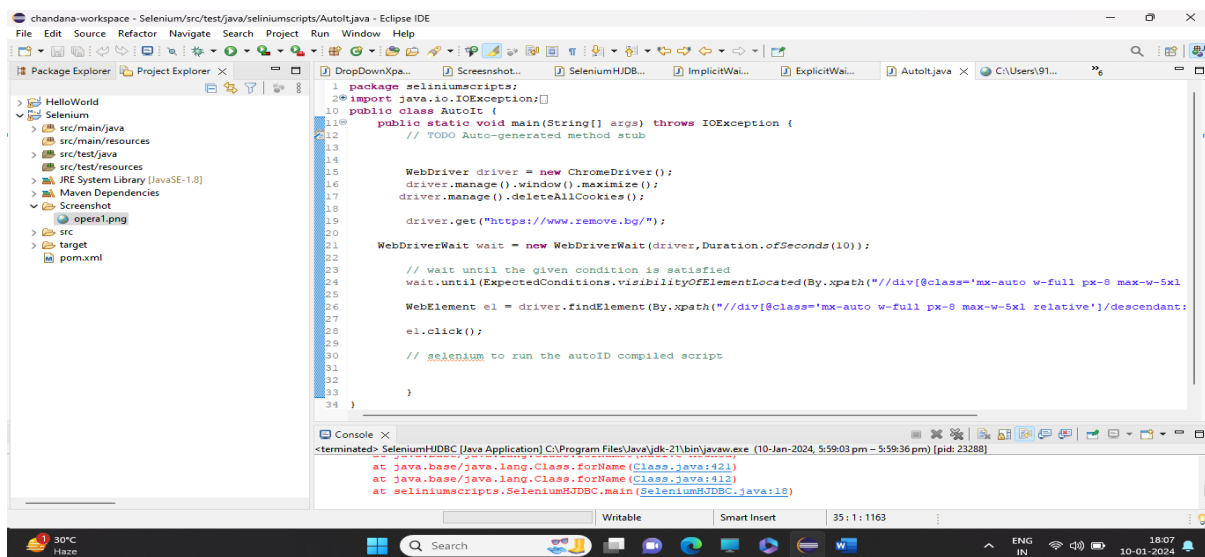 chandana-workspace - Selenium/src/test/java/seliniumscripts/AutoIt.java - Eclipse IDE
File Edit Source Refactor Navigate Search Project Run Window Help
Package Explorer Project Explorer
HelloWorld
Selenium
src/main/java
src/main/resources
src/test/java
src/test/resources
JRE System Library [JavaSE-1.8]
Maven Dependencies
Screenshot
opera1.png
src
target
pom.xml
DropDownXpa... Screesnshot... SeleniumHJDB... ImplicitWai... ExplicitWai... AutoIt.java C:\Users\91... »6
1 package seliniumscripts;
2 import java.io.IOException;
10 public class AutoIt {
11 public static void main(String[] args) throws IOException {
12 // TODO Auto-generated method stub
13
14
15 WebDriver driver = new ChromeDriver();
16 driver.manage().window().maximize();
17 driver.manage().deleteAllCookies();
18
19 driver.get("https://www.remove.bg/");
20
21 WebDriverWait wait = new WebDriverWait(driver,Duration.ofSeconds(10));
22
23 // wait until the given condition is satisfied
24 wait.until(ExpectedConditions.visibilityOfElementLocated(By.xpath("//div[@class='mx-auto w-full px-8 max-w-5xl
25
26 WebElement el = driver.findElement(By.xpath("//div[@class='mx-auto w-full px-8 max-w-5xl relative']/descendant:
27
28 el.click();
29
30 // selenium to run the autoID compiled script
31
32
33 }
34 }
Console
<terminated> SeleniumHJDBC [Java Application] C:\Program Files\Java\jdk-21\bin\javaw.exe (10-Jan-2024, 5:59:03 pm – 5:59:36 pm) [pid: 23288]
at java.base/java.lang.Class.forName(Class.java:421)
at java.base/java.lang.Class.forName(Class.java:412)
at seliniumscripts.SeleniumHJDBC.main(SeleniumHJDBC.java:18)
Writable Smart Insert 35 : 1 : 1163
1
30°C
Haze
Search
ENG
IN
18:07
10-01-2024